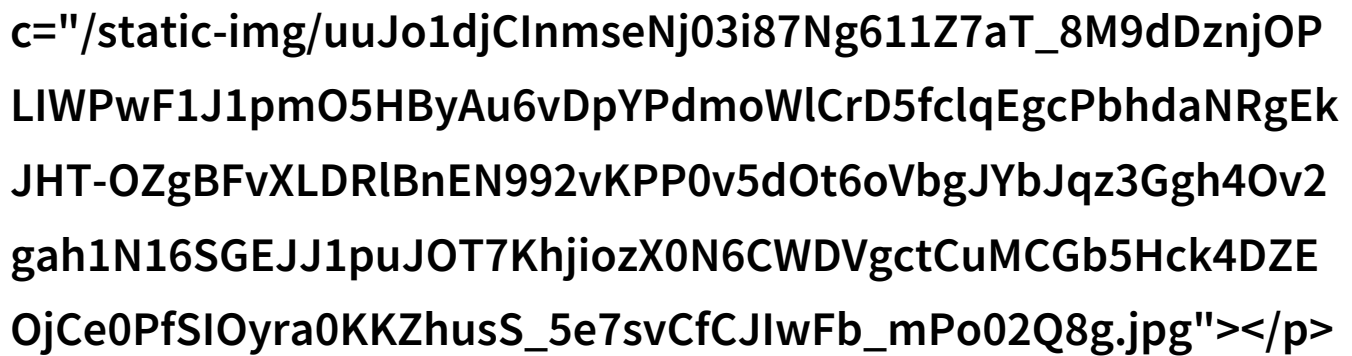 c="/static-img/uuJo1djCInmseNj03i87Ng611Z7aT_8M9dDznjOP
LIWPwF1J1pmO5HByAu6vDpYPdmoWlCrD5fclqEgcPbhdaNRgEk
JHT-OZgBFvXLDRlBnEN992vKPP0v5dOt6oVbgJYbJqz3Ggh4Ov2
gah1N16SGEJJ1puJOT7KhjiozX0N6CWDVgctCuMCGb5Hck4DZE
OjCe0PfSIOyra0KKZhusS_5e7svCfCJIwFb_mPo02Q8g.jpg"></p>